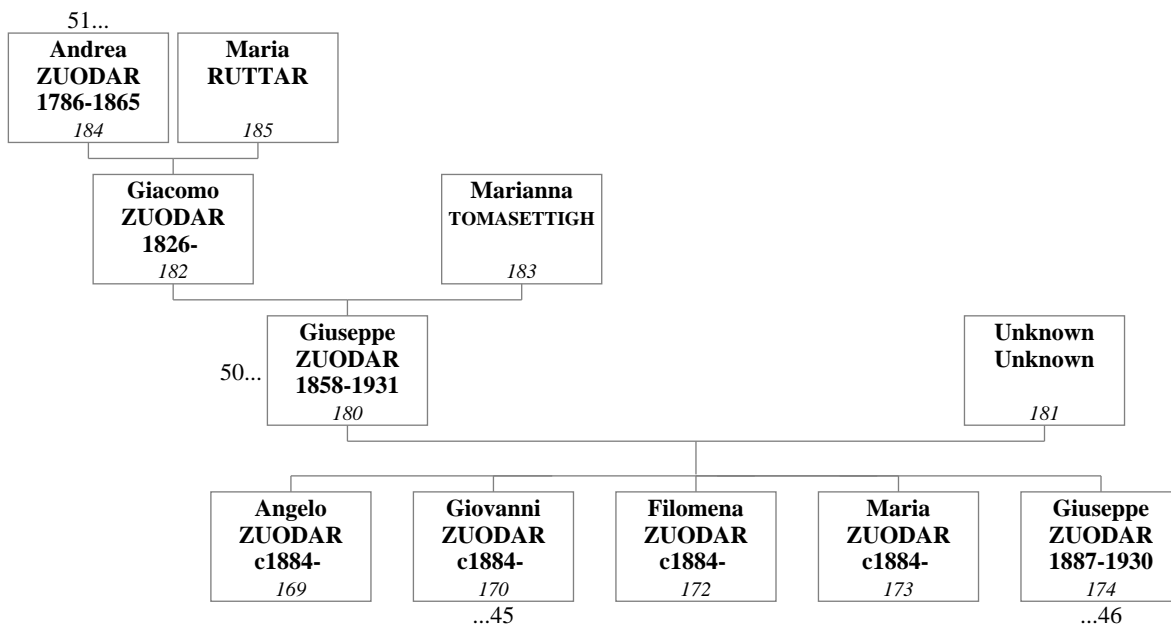 51...
Andrea
ZUODAR
1786-1865
184
Maria
RUTTAR
185
Giacomo
ZUODAR
1826-
182
Marianna
TOMASETTIGH
183
50...
Giuseppe
ZUODAR
1858-1931
180
Unknown
Unknown
181
Angelo
ZUODAR
c1884-
169
Giovanni
ZUODAR
c1884-
170
...45
Filomena
ZUODAR
c1884-
172
Maria
ZUODAR
c1884-
173
Giuseppe
ZUODAR
1887-1930
174
...46